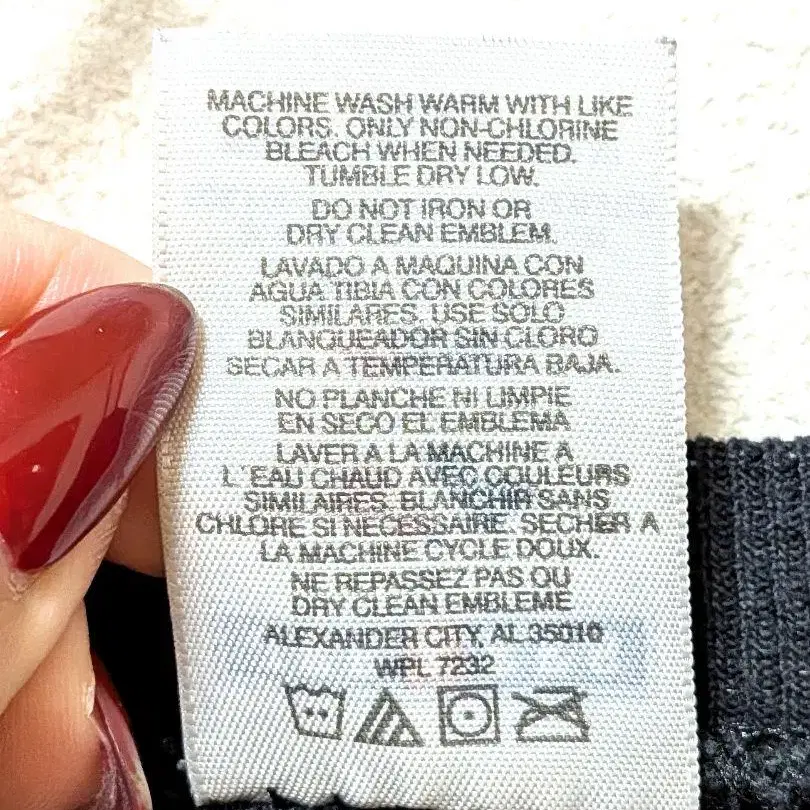 MACHINE WASH WARM WITH LIKE
COLORS. ONLY NON-CHLORINE
BLEACH WHEN NEEDED.
TUMBLE DRY LOW.
DO NOT IRON OR
DRY CLEAN EMBLEM.
LAVADO A MAQUINA CON
AGUA TIBIA CON COLORES
SIMILARES. USE SOLO
BLANQUEADOR SIN CLORO
SECAR A TEMPERATURA BAJA.
NO PLANCHE NI LIMPIE
EN SECO EL EMBLEMA
LAVER A LA MACHINE A
L'EAU CHAUD AVEC COULEURS
SIMILAIRES. BLANCHIR SANS
CHLORE SI NECESSAIRE. SECHER A
LA MACHINE CYCLE DOUX.
NE REPASSEZ PAS OU
DRY CLEAN EMBLEME
ALEXANDER CITY, AL 35010
WPL 7232